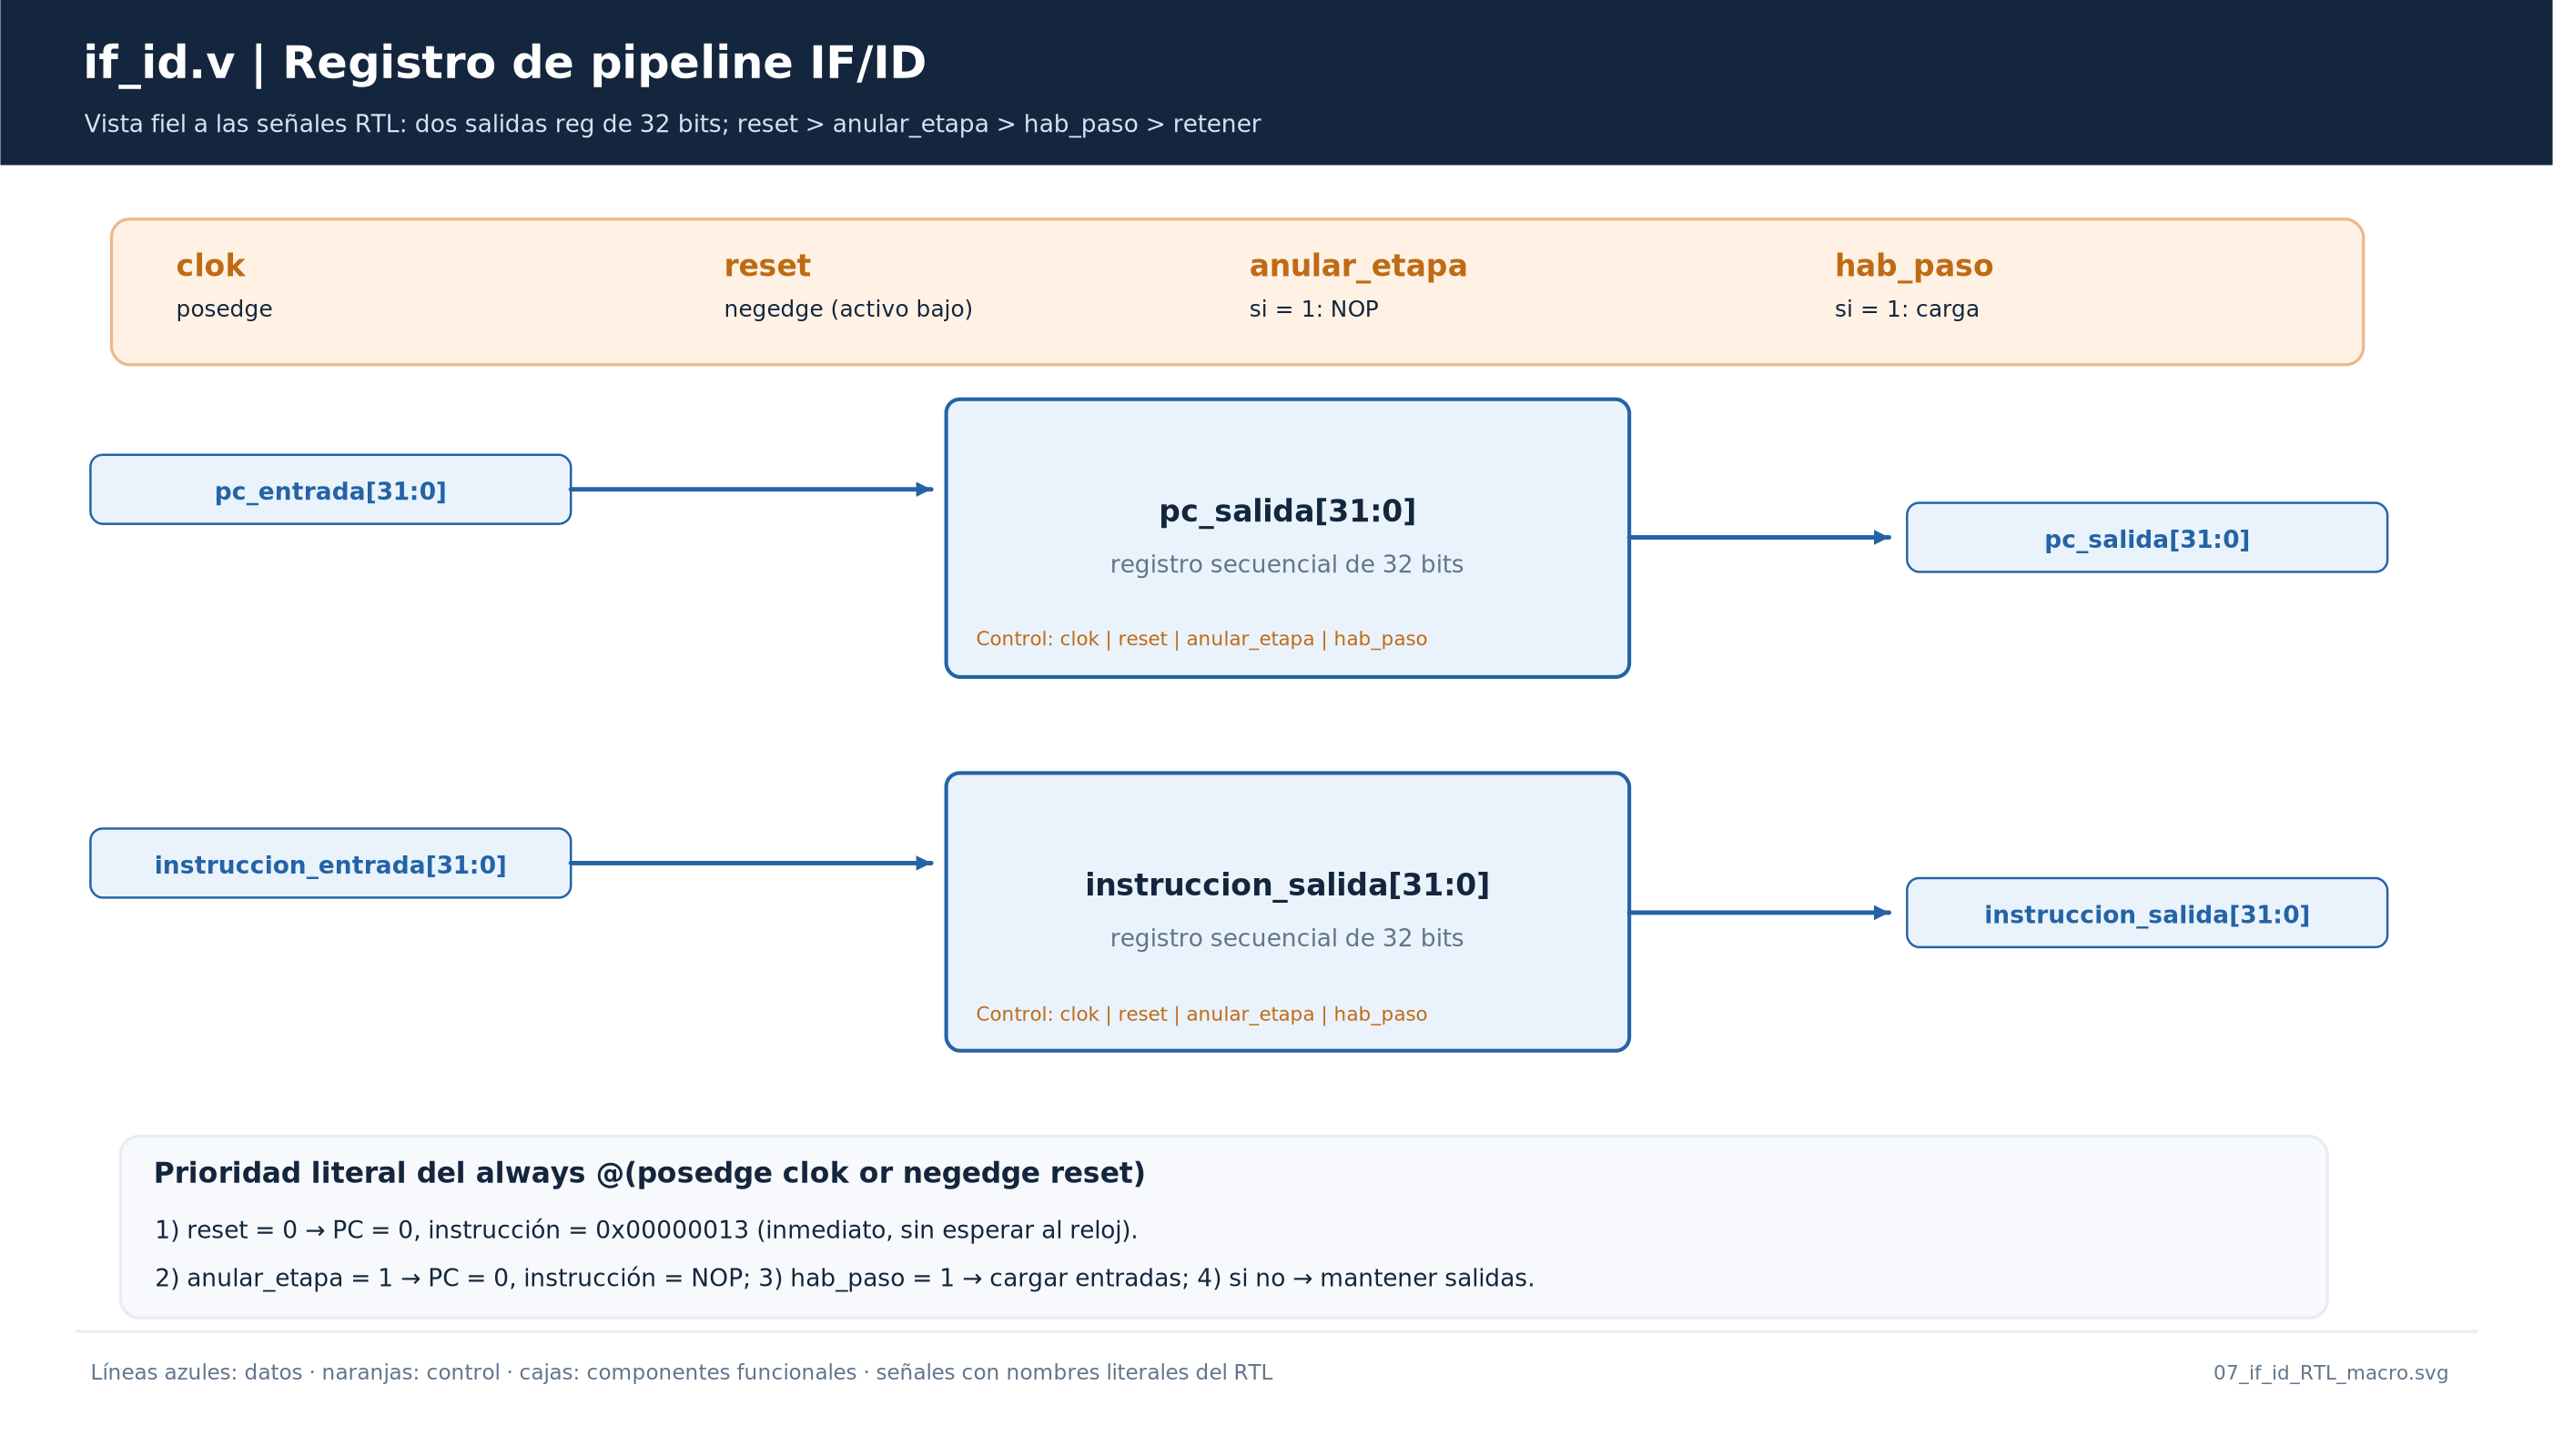 if_id.v | Registro de pipeline IF/ID
Vista fiel a las señales RTL: dos salidas reg de 32 bits; reset > anular_etapa > hab_paso > retener
clok
posedge
reset
negedge (activo bajo)
anular_etapa
si = 1: NOP
hab_paso
si = 1: carga
pc_entrada[31:0]
pc_salida[31:0]
registro secuencial de 32 bits
Control: clok | reset | anular_etapa | hab_paso
pc_salida[31:0]
instruccion_entrada[31:0]
instruccion_salida[31:0]
registro secuencial de 32 bits
Control: clok | reset | anular_etapa | hab_paso
instruccion_salida[31:0]
Prioridad literal del always @(posedge clok or negedge reset)
1) reset = 0 → PC = 0, instrucción = 0x00000013 (inmediato, sin esperar al reloj).
2) anular_etapa = 1 → PC = 0, instrucción = NOP; 3) hab_paso = 1 → cargar entradas; 4) si no → mantener salidas.
Líneas azules: datos · naranjas: control · cajas: componentes funcionales · señales con nombres literales del RTL
07_if_id_RTL_macro.svg